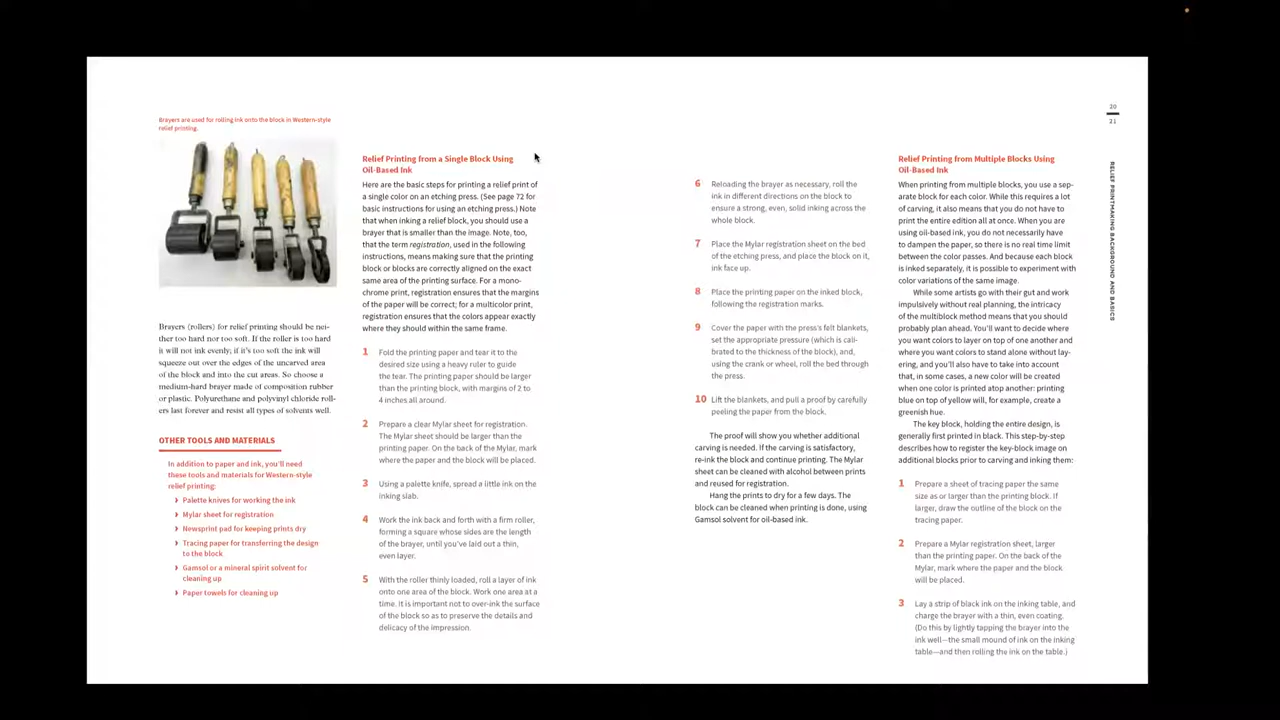 Brayers are used for rolling ink onto the block in Western-style
relief printing.
Brayers (rollers) for relief printing should be nei-
ther too hard nor too soft. If the roller is too hard
it will not ink evenly; if it's too soft the ink will
squeeze out over the edges of the uncarved area
of the block and into the cut areas. So choose a
medium-hard brayer made of composition rubber
or plastic. Polyurethane and polyvinyl chloride roll-
ers last forever and resist all types of solvents well.
OTHER TOOLS AND MATERIALS
In addition to paper and ink, you'll need
these tools and materials for Western-style
relief printing:
› Palette knives for working the ink
› Mylar sheet for registration
› Newsprint pad for keeping prints dry
› Tracing paper for transferring the design
to the block
› Gamsol or a mineral spirit solvent for
cleaning up
› Paper towels for cleaning up
Relief Printing from a Single Block Using
Oil-Based Ink
Here are the basic steps for printing a relief print of
a single color on an etching press. (See page 72 for
basic instructions for using an etching press.) Note
that when inking a relief block, you should use a
brayer that is smaller than the image. Note, too,
that the term registration, used in the following
instructions, means making sure that the printing
block or blocks are correctly aligned on the exact
same area of the printing surface. For a mono-
chrome print, registration ensures that the margins
of the paper will be correct; for a multicolor print,
registration ensures that the colors appear exactly
where they should within the same frame.
1 Fold the printing paper and tear it to the
desired size using a heavy ruler to guide
the tear. The printing paper should be larger
than the printing block, with margins of 2 to
4 inches all around.
2 Prepare a clear Mylar sheet for registration.
The Mylar sheet should be larger than the
printing paper. On the back of the Mylar, mark
where the paper and the block will be placed.
3 Using a palette knife, spread a little ink on the
inking slab.
4 Work the ink back and forth with a firm roller,
forming a square whose sides are the length
of the brayer, until you've laid out a thin,
even layer.
5 With the roller thinly loaded, roll a layer of ink
onto one area of the block. Work one area at a
time. It is important not to over-ink the surface
of the block so as to preserve the details and
delicacy of the impression.
6 Reloading the brayer as necessary, roll the
ink in different directions on the block to
ensure a strong, even, solid inking across the
whole block.
7 Place the Mylar registration sheet on the bed
of the etching press, and place the block on it,
ink face up.
8 Place the printing paper on the inked block,
following the registration marks.
9 Cover the paper with the press's felt blankets,
set the appropriate pressure (which is cali-
brated to the thickness of the block), and,
using the crank or wheel, roll the bed through
the press.
10 Lift the blankets, and pull a proof by carefully
peeling the paper from the block.
The proof will show you whether additional
carving is needed. If the carving is satisfactory,
re-ink the block and continue printing. The Mylar
sheet can be cleaned with alcohol between prints
and reused for registration.
Hang the prints to dry for a few days. The
block can be cleaned when printing is done, using
Gamsol solvent for oil-based ink.
Relief Printing from Multiple Blocks Using
Oil-Based Ink
When printing from multiple blocks, you use a sep-
arate block for each color. While this requires a lot
of carving, it also means that you do not have to
print the entire edition all at once. When you are
using oil-based ink, you do not necessarily have
to dampen the paper, so there is no real time limit
between the color passes. And because each block
is inked separately, it is possible to experiment with
color variations of the same image.
While some artists go with their gut and work
impulsively without real planning, the intricacy
of the multiblock method means that you should
probably plan ahead. You'll want to decide where
you want colors to layer on top of one another and
where you want colors to stand alone without lay-
ering, and you'll also have to take into account
that, in some cases, a new color will be created
when one color is printed atop another: printing
blue on top of yellow will, for example, create a
greenish hue.
The key block, holding the entire design, is
generally first printed in black. This step-by-step
describes how to register the key-block image on
additional blocks prior to carving and inking them:
1 Prepare a sheet of tracing paper the same
size as or larger than the printing block. If
larger, draw the outline of the block on the
tracing paper.
2 Prepare a Mylar registration sheet, larger
than the printing paper. On the back of the
Mylar, mark where the paper and the block
will be placed.
3 Lay a strip of black ink on the inking table, and
charge the brayer with a thin, even coating.
(Do this by lightly tapping the brayer into the
ink well—the small mound of ink on the inking
table—and then rolling the ink on the table.)
20
21
RELIEF PRINTMAKING BACKGROUND AND BASICS